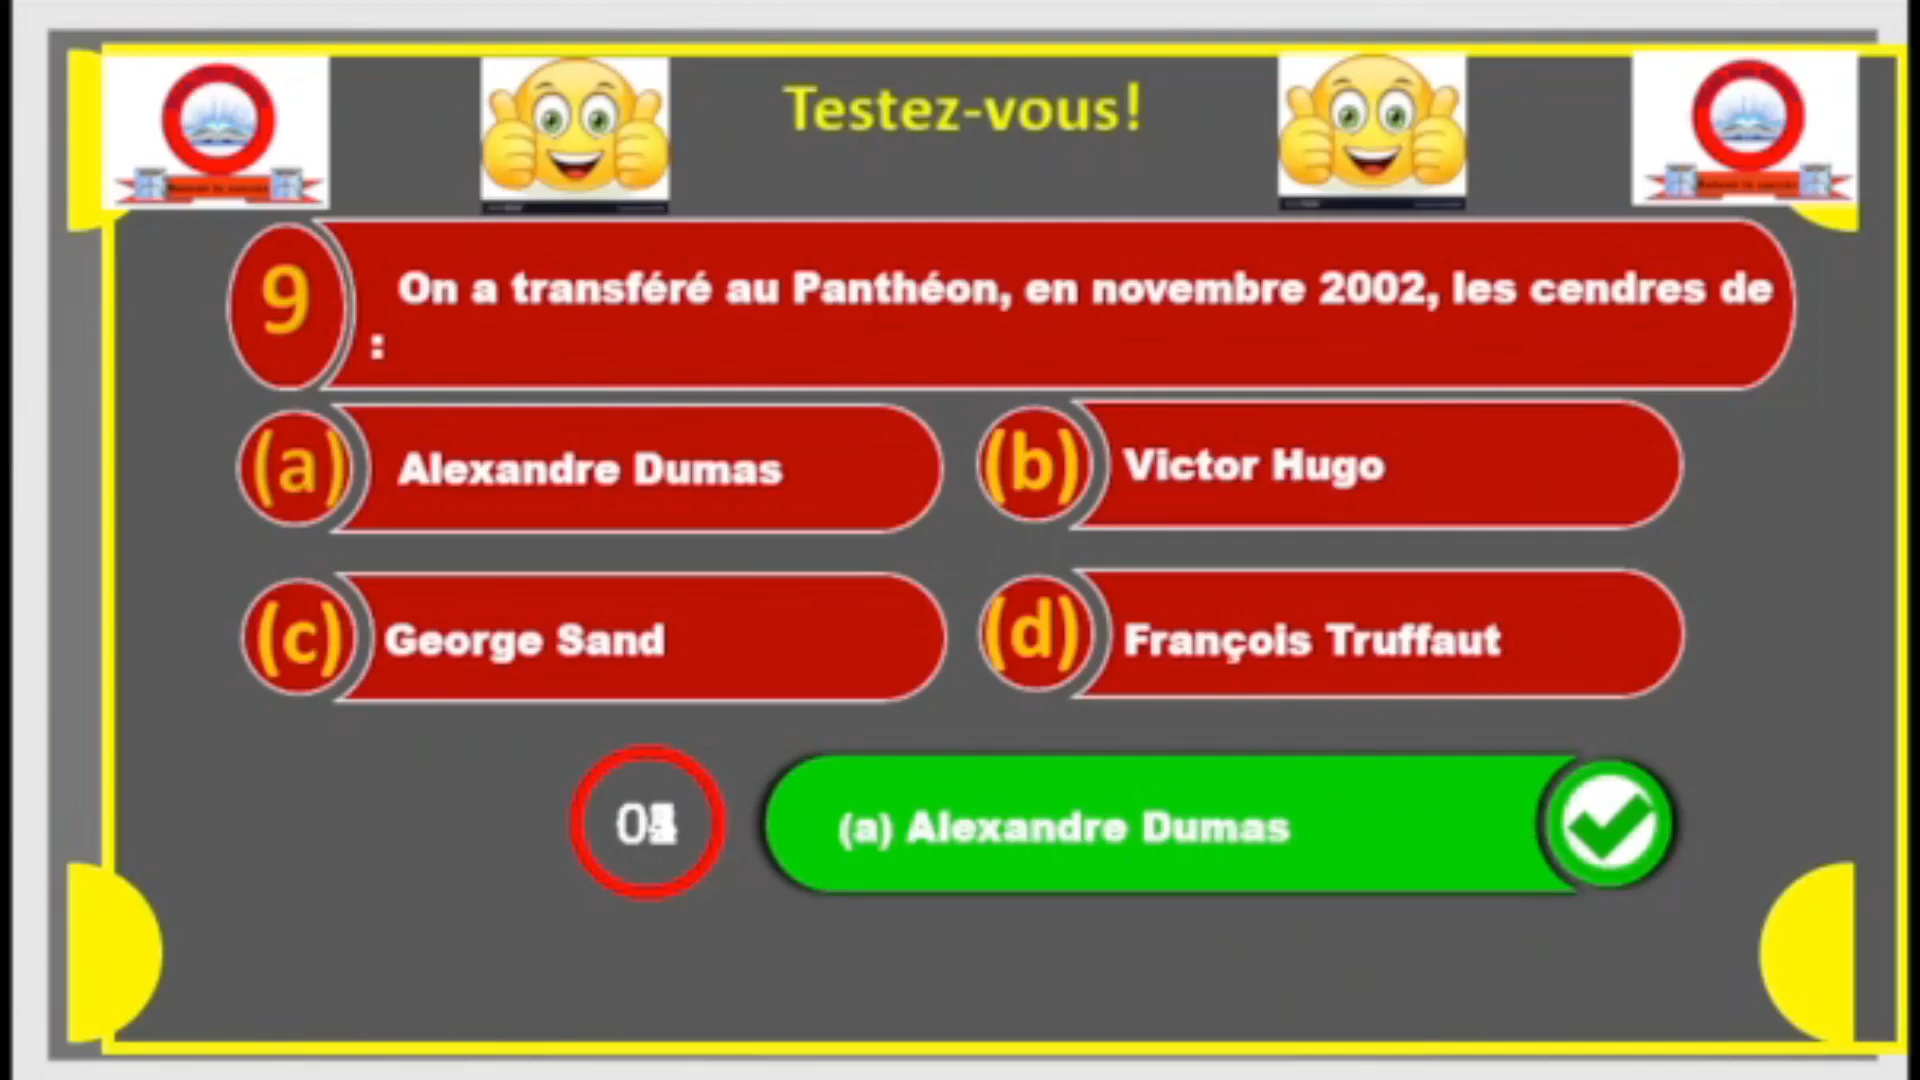 Testez-vous!
9
On a transféré au Panthéon, en novembre 2002, les cendres de
:
(a) Alexandre Dumas
(b) Victor Hugo
(c) George Sand
(d) François Truffaut
(a) Alexandre Dumas